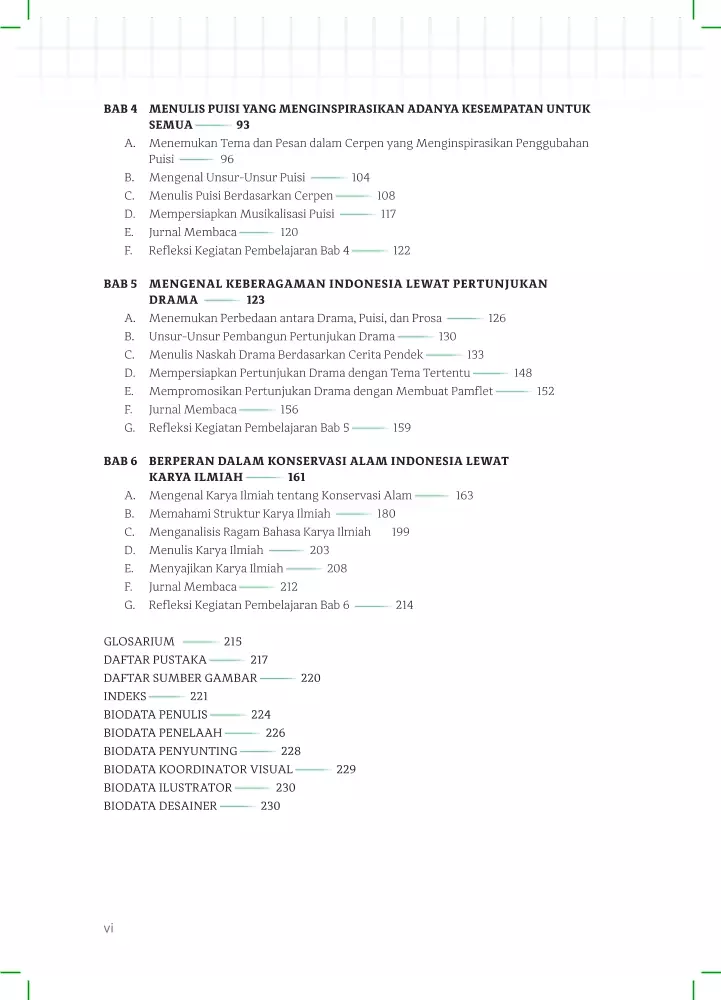 BAB 4 MENULIS PUISI YANG MENGINSPIRASIKAN ADANYA KESEMPATAN UNTUK
SEMUA 93
A. Menemukan Tema dan Pesan dalam Cerpen yang Menginspirasikan Penggubahan
Puisi 96
B. Mengenal Unsur-Unsur Puisi 104
C. Menulis Puisi Berdasarkan Cerpen 108
D. Mempersiapkan Musikalisasi Puisi 117
E. Jurnal Membaca 120
F. Refleksi Kegiatan Pembelajaran Bab 4 122
BAB 5 MENGENAL KEBERAGAMAN INDONESIA LEWAT PERTUNJUKAN
DRAMA 123
A. Menemukan Perbedaan antara Drama, Puisi, dan Prosa 126
B. Unsur-Unsur Pembangun Pertunjukan Drama 130
C. Menulis Naskah Drama Berdasarkan Cerita Pendek 133
D. Mempersiapkan Pertunjukan Drama dengan Tema Tertentu 148
E. Mempromosikan Pertunjukan Drama dengan Membuat Pamflet 152
F. Jurnal Membaca 156
G. Refleksi Kegiatan Pembelajaran Bab 5 159
BAB 6 BERPERAN DALAM KONSERVASI ALAM INDONESIA LEWAT
KARYA ILMIAH 161
A. Mengenal Karya Ilmiah tentang Konservasi Alam 163
B. Memahami Struktur Karya Ilmiah 180
C. Menganalisis Ragam Bahasa Karya Ilmiah 199
D. Menulis Karya Ilmiah 203
E. Menyajikan Karya Ilmiah 208
F. Jurnal Membaca 212
G. Refleksi Kegiatan Pembelajaran Bab 6 214
GLOSARIUM 215
DAFTAR PUSTAKA 217
DAFTAR SUMBER GAMBAR 220
INDEKS 221
BIODATA PENULIS 224
BIODATA PENELAAH 226
BIODATA PENYUNTING 228
BIODATA KOORDINATOR VISUAL 229
BIODATA ILUSTRATOR 230
BIODATA DESAINER 230
vi